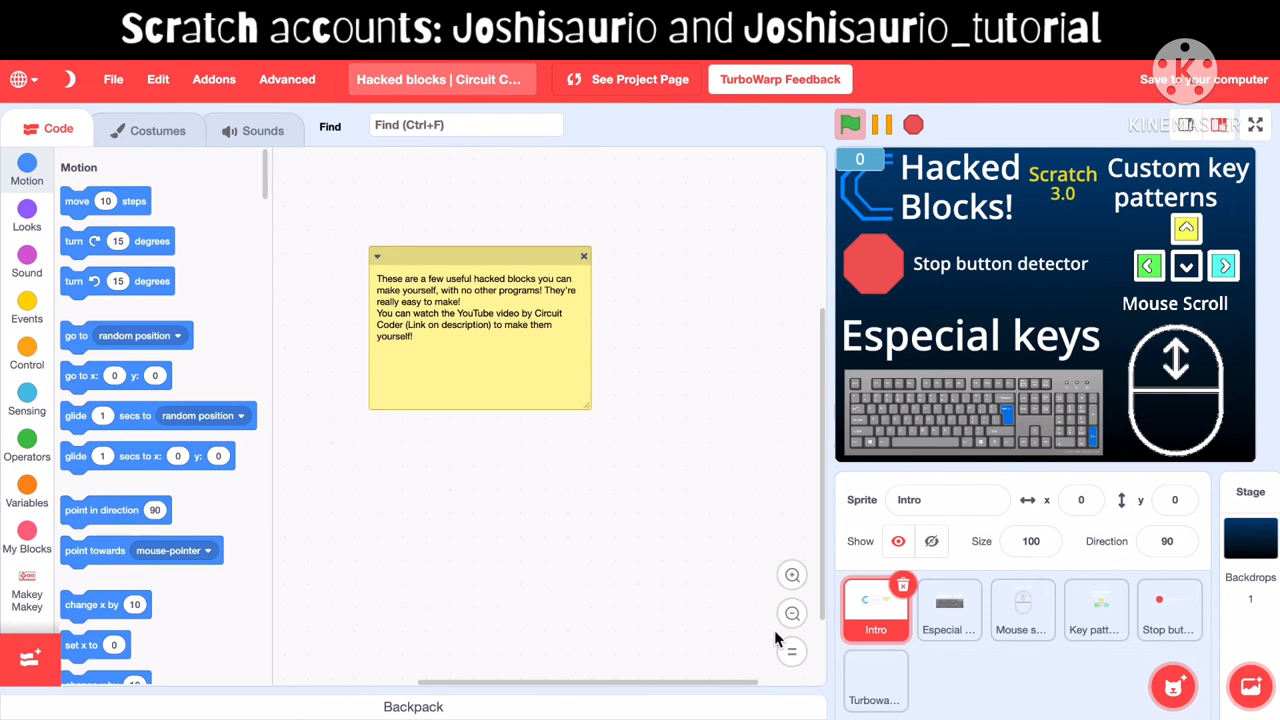 Scratch accounts: Joshisaurio and Joshisaurio_tutorial
File Edit Addons Advanced Hacked blocks | Circuit C... See Project Page TurboWarp Feedback Save to your computer
K
KINEMASTER
Code Costumes Sounds Find Find (Ctrl+F)
Motion
Looks
Sound
Events
Control
Sensing
Operators
Variables
My Blocks
Makey
Makey
Motion
move 10 steps
turn 15 degrees
turn 15 degrees
go to random position
go to x: 0 y: 0
glide 1 secs to random position
glide 1 secs to x: 0 y: 0
point in direction 90
point towards mouse-pointer
change x by 10
set x to 0
These are a few useful hacked blocks you can
make yourself, with no other programs! They're
really easy to make!
You can watch the YouTube video by Circuit
Coder (Link on description) to make them
yourself!
0
Hacked
Blocks!
Scratch
3.0
Custom key
patterns
Stop button detector
Mouse Scroll
Especial keys
Sprite Intro x 0 y 0
Show Size 100 Direction 90
Intro
Especial ...
Mouse s...
Key patt...
Stop but...
Turbowa...
Stage
Backdrops
1
Backpack